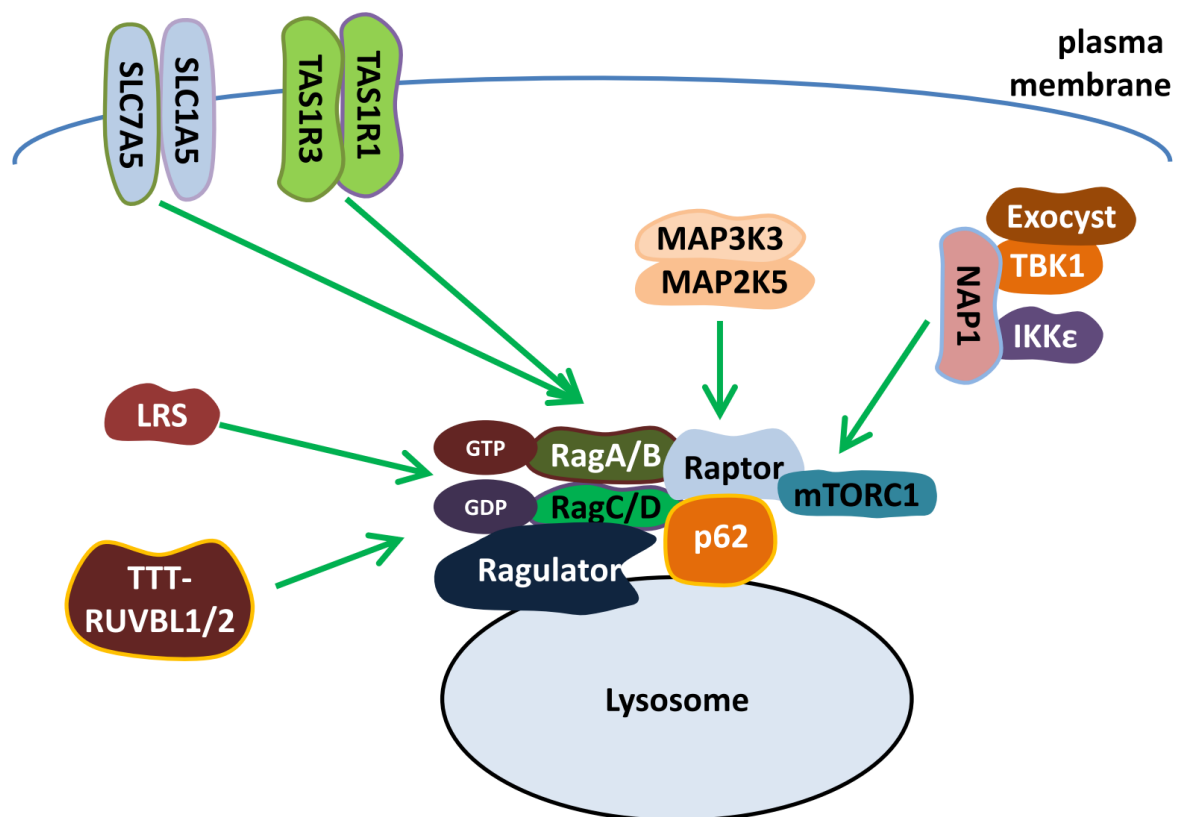 plasma
membrane
SLC7A5
SLC1A5
TAS1R3
TAS1R1
Exocyst
TBK1
NAP1
IKKε
MAP3K3
MAP2K5
LRS
GTP
RagA/B
Raptor
mTORC1
GDP
RagC/D
p62
Ragulator
TTT-
RUVBL1/2
Lysosome